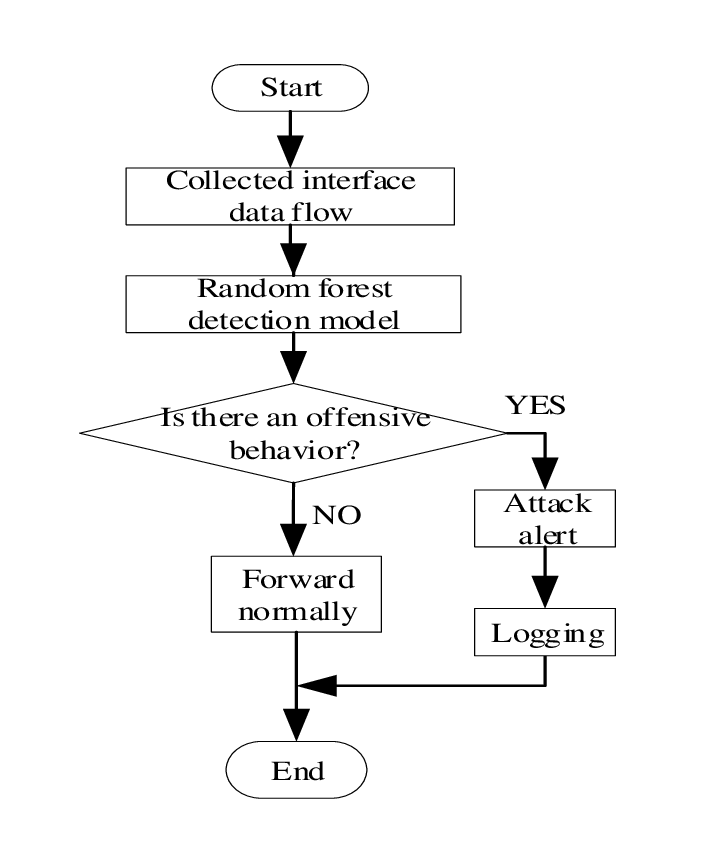 Start
Collected interface
data flow
Random forest
detection model
Is there an offensive
behavior?
YES
NO
Attack
alert
Forward
normally
Logging
End